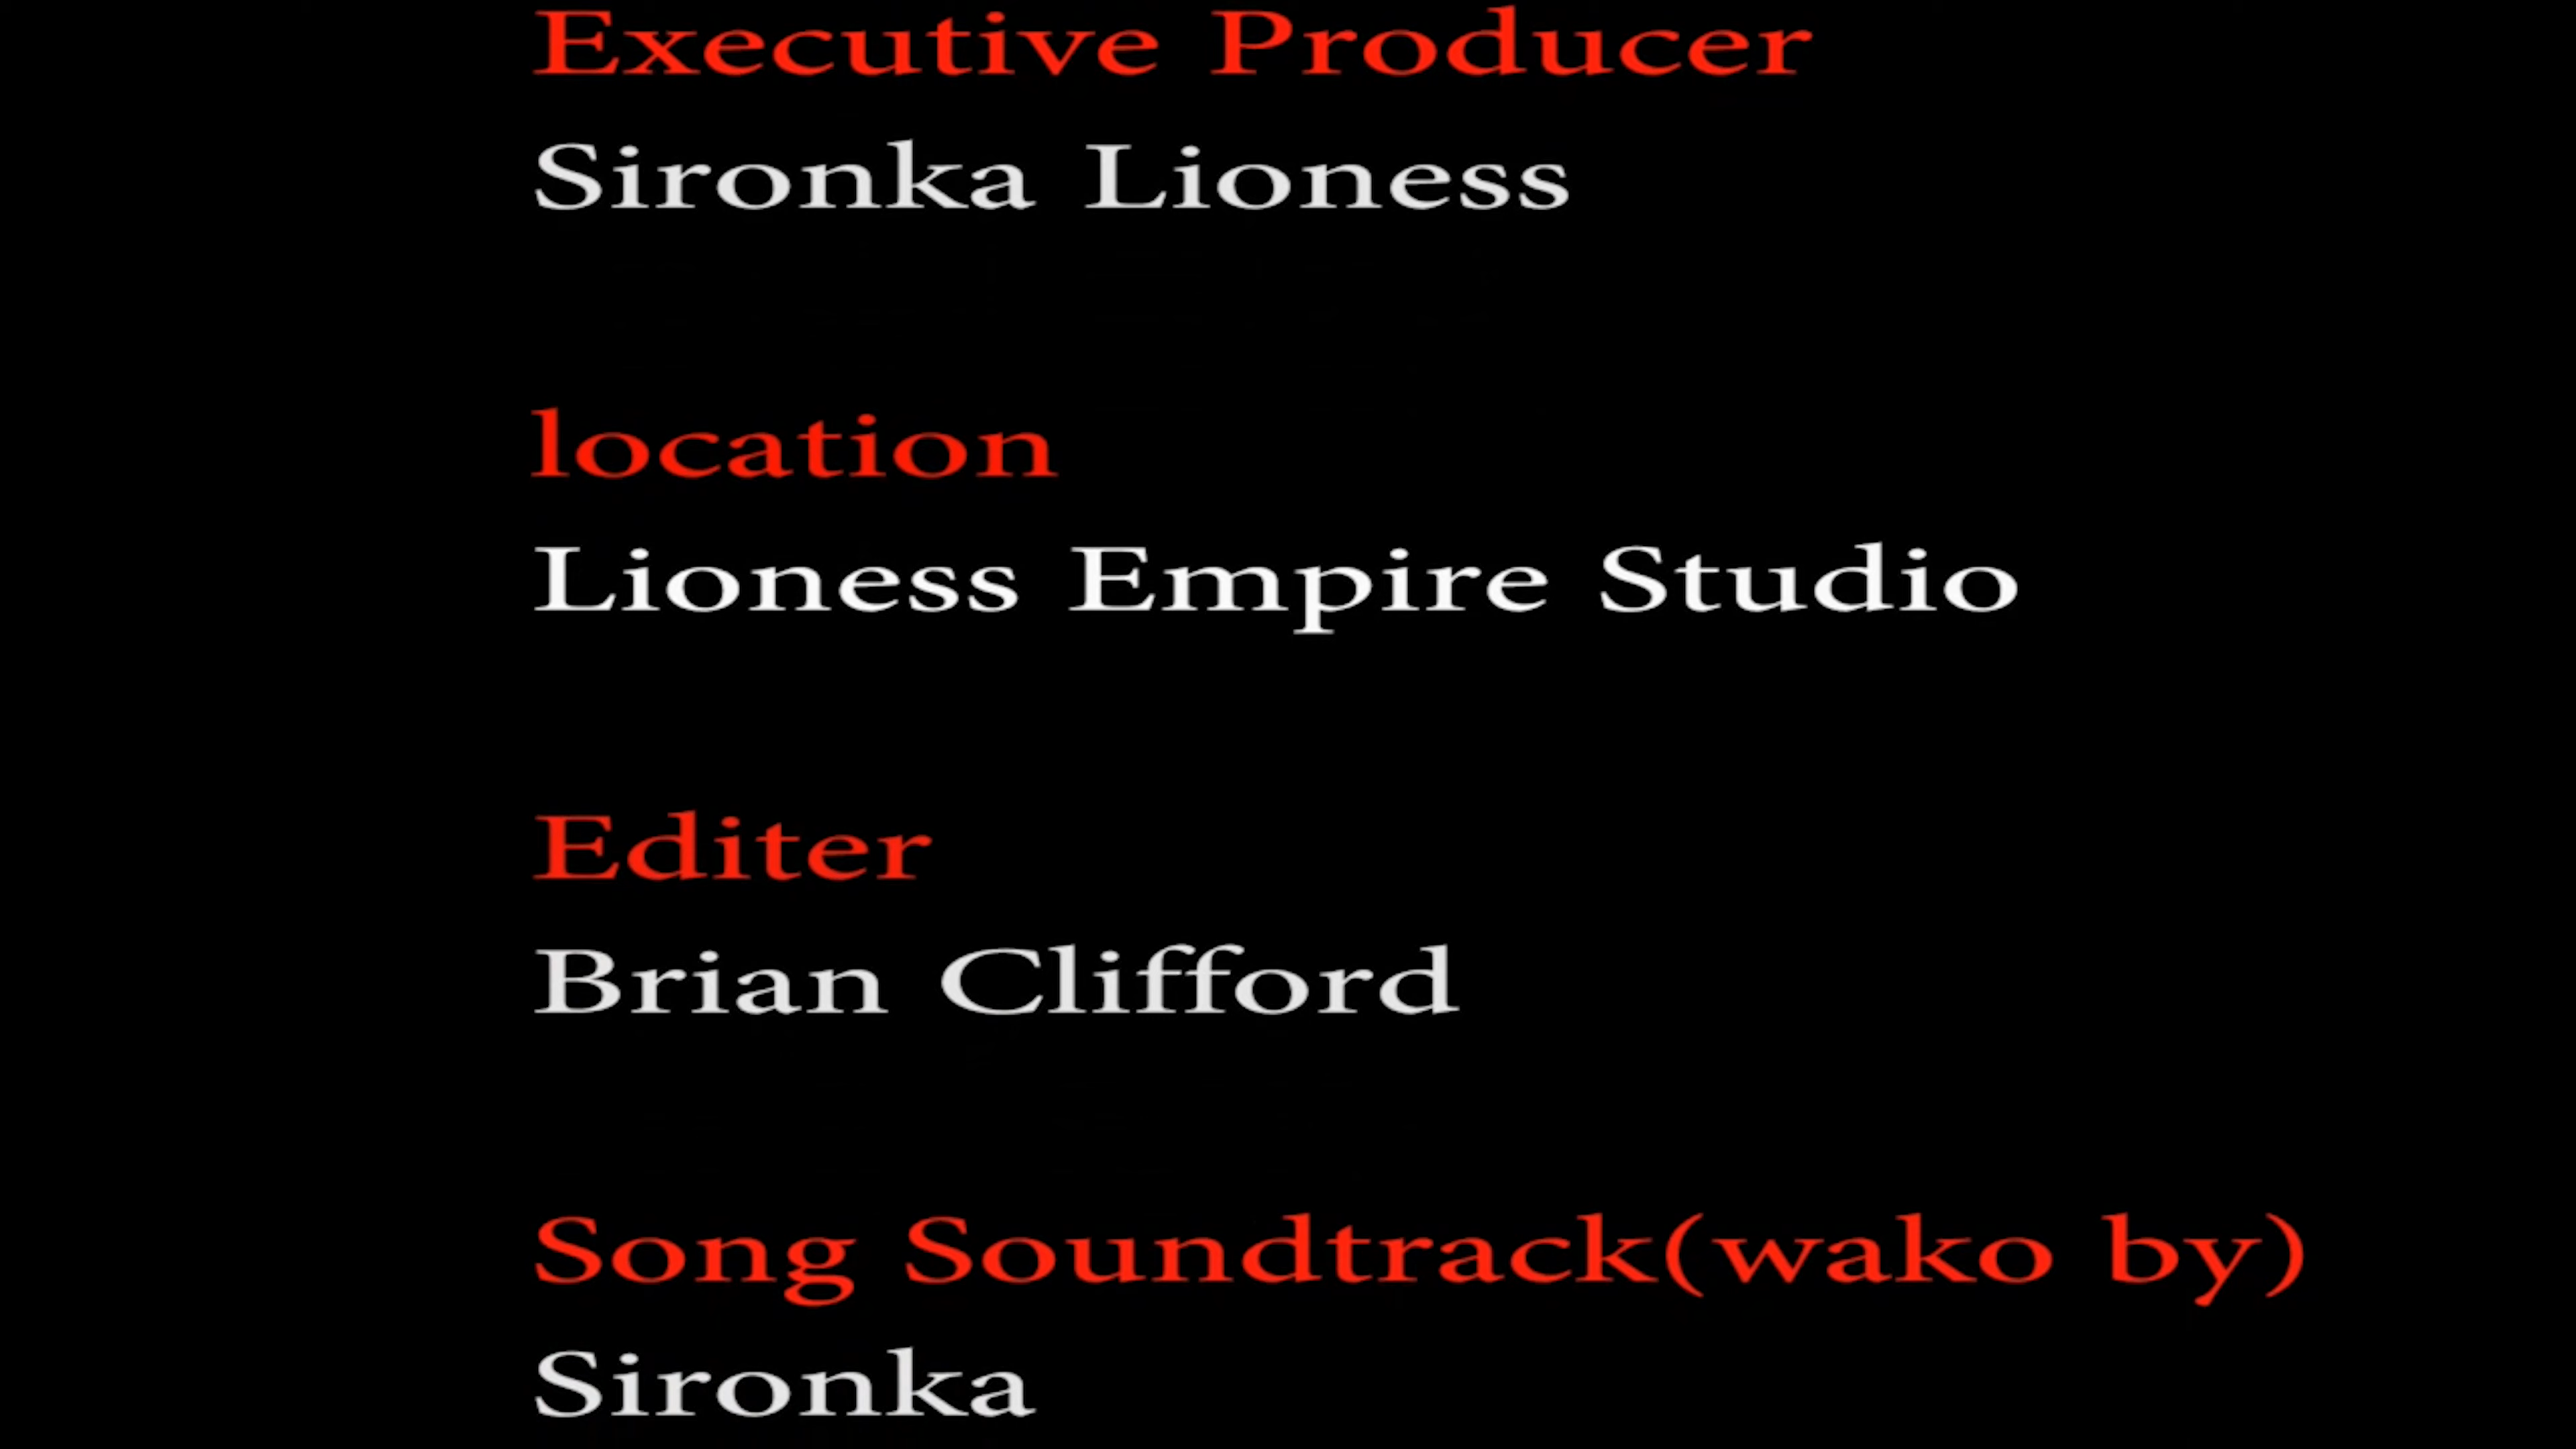 Executive Producer
Sironka Lioness
location
Lioness Empire Studio
Editer
Brian Clifford
Song Soundtrack(wako by)
Sironka